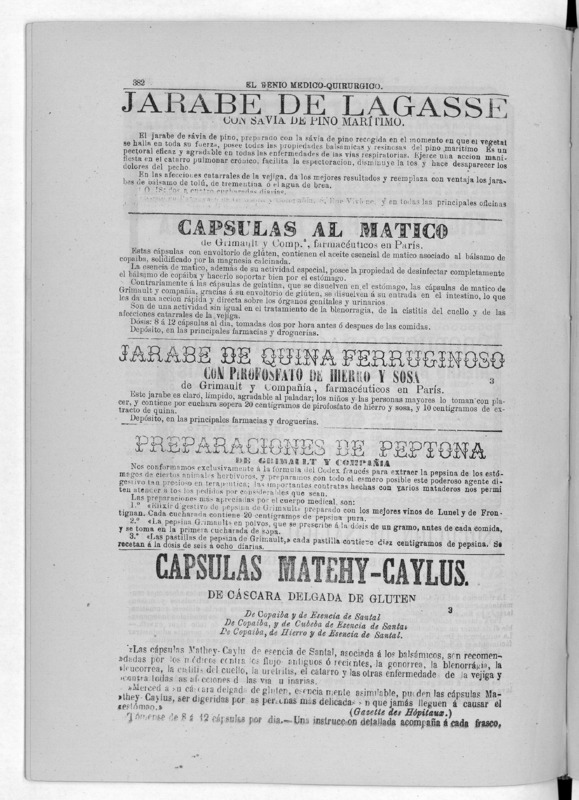 382
EL GENIO MEDICO-QUIRURGICO.
JARABE DE LAGASSE
CON SAVIA DE PINO MARÍTIMO.
El jarabe de sávia de pino, preparado con la sávia de pino recogida en el momento en que el vegetal
se halla en toda su fuerza, posee todas las propiedades balsámicas y resinosas del pino marítimo Es un
pectoral eficaz y agradable en todas las enfermedades de las vias respiratorias. Ejerce una accion mani-
fiesta en el catarro pulmonar crónico, facilita la espectoracion, disminuye la tos y hace desaparecer los
dolores del pecho.
En las afecciones catarrales de la vejiga, da los mejores resultados y reemplaza con ventaja los jara-
bes de bálsamo de tolú, de trementina ó el agua de brea.
cucharadas diarias.
y en todas las principales oficinas
CAPSULAS AL MATICO
de Grimault y Comp.ª, farmacéuticos en París.
Estas cápsulas con envoltorio de glúten, contienen el aceite esencial de matico asociado al bálsamo de
copaiba, solidificado por la magnesia calcinada.
La esencia de matico, además de su actividad especial, posee la propiedad de desinfectar completamente
el bálsamo de copaiba y hacerlo soportar bien por el estómago.
Contrariamente á las cápsulas de gelatina, que se disuelven en el estómago, las cápsulas de matico de
Grimault y compañia, gracias á su envoltorio de glúten, se disuelven á su entrada en el intestino, lo que
les da una accion rápida y directa sobre los órganos genitales y urinarios
Son de una actividad sin igual en el tratamiento de la blenorragia, de la cistitis del cuello y de las
afecciones catarrales de la vejiga.
Dosis: 8 á 12 cápsulas al dia, tomadas dos por hora antes ó despues de las comidas.
Depósito, en las principales farmacias y droguerias.
JARABE DE QUINA FERRUGINOSO
CON PIROFOSFATO DE HIERRO Y SOSA
3
de Grimault y Compañia, farmacéuticos en París.
Este jarabe es claro, límpido, agradable al paladar; los niños y las personas mayores lo toman con pla-
cer, y contiene por cuchara sopera 20 centigramos de pirofosfato de hierro y sosa, y 10 centigramos de ex-
tracto de quina.
Depósito, en las principales farmacias y droguerias.
PREPARACIONES DE PEPTONA
DE GRIMAULT Y COMPAÑIA
Nos conformamos exclusivamente á la fórmula del Codex francés para extraer la pepsina de los estó-
magos de ciertos animales herbívoros, y preparamos con todo el esmero posible este poderoso agente di-
gestivo tan precioso en terapéutica; las importantes contratas hechas con varios mataderos nos permi
ten atender á todos los pedidos por considerables que sean.
Las preparaciones más apreciadas por el cuerpo medical, son:
1.° «Elixir digestivo de pepsina de Grimault» preparado con los mejores vinos de Lunel y de Fron-
tignan. Cada cucharada contiene 20 centigramos de pepsina pura.
2.° «La pepsina Grimault» en polvos, que se prescribe á la dósis de un gramo, antes de cada comida,
y se toma en la primera cucharada de sopa.
3.° «Las pastillas de pepsina de Grimault,» cada pastilla contiene diez centigramos de pepsina. Se
recetan á la dosis de seis a ocho diarias.
CAPSULAS MATEHY-CAYLUS.
DE CÁSCARA DELGADA DE GLUTEN
3
De Copaiba y de Esencia de Santal
De Copaiba, y de Cubeba de Esencia de Santas
De Copaiba, de Hierro y de Esencia de Santal.
«Las cápsulas Mathey-Caylu de esencia de Santal, asociada á los balsámicos, son recomen-
adadas por los médicos contra los flujos antiguos ó recientes, la gonorrea, la blenorragia, la
leucorrea, la cistitis del cuello, la uretritis, el catarro y las otras enfermedades de la vejiga y
contra todas las afecciones de las vias urinarias.
»Merced a su cáscara delgada de gluten, esencialmente asimilable, pueden las cápsulas Ma-
»they-Caylus, ser digeridas por las personas más delicadas sin que jamás lleguen á causar el
»estómago.»
(Gazette des Hôpitaux.)
Tómense de 8 á 12 cápsulas por dia.—Una instruccion detallada acompaña á cada frasco,